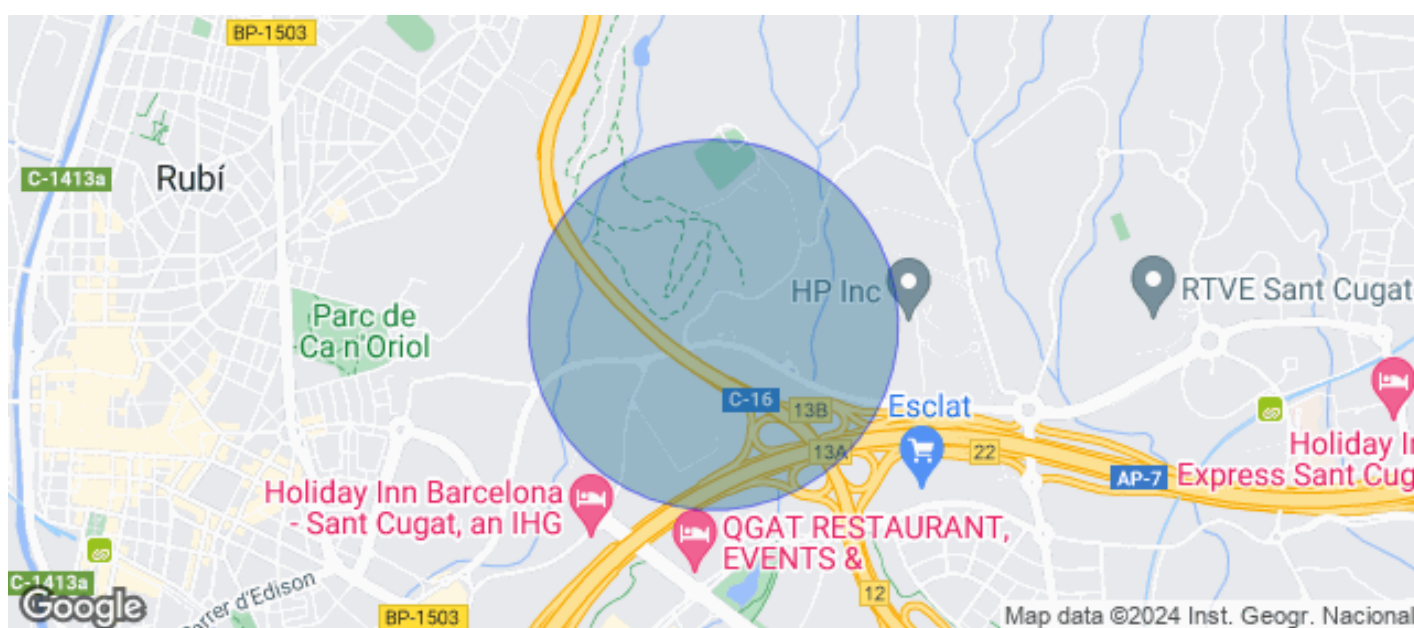 BP-1503
C-1413a
Rubí
HP Inc
RTVE Sant Cugat
Parc de
Ca n'Oriol
C-16
13B
Esclat
13A
22
AP-7
Holiday In
Express Sant Cug
Holiday Inn Barcelona
- Sant Cugat, an IHG
QGAT RESTAURANT,
EVENTS &
C-1413a
Google
rrer d'Edison
BP-1503
12
Map data ©2024 Inst. Geogr. Nacional